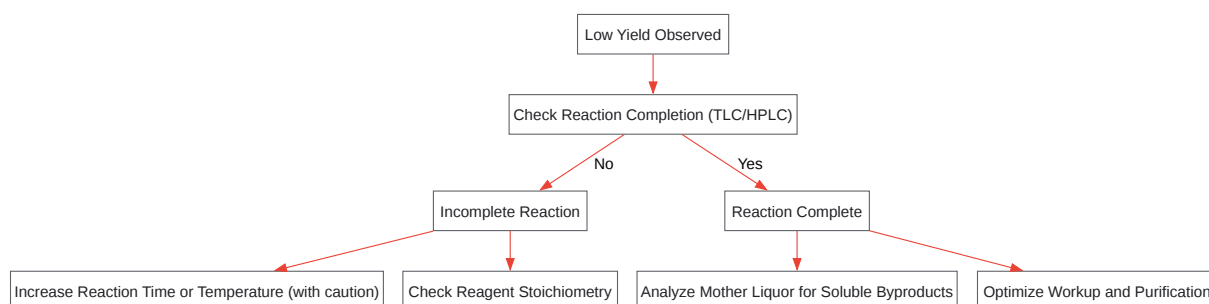 Low Yield Observed
Check Reaction Completion (TLC/HPLC)
No
Yes
Incomplete Reaction
Reaction Complete
Increase Reaction Time or Temperature (with caution)
Check Reagent Stoichiometry
Analyze Mother Liquor for Soluble Byproducts
Optimize Workup and Purification